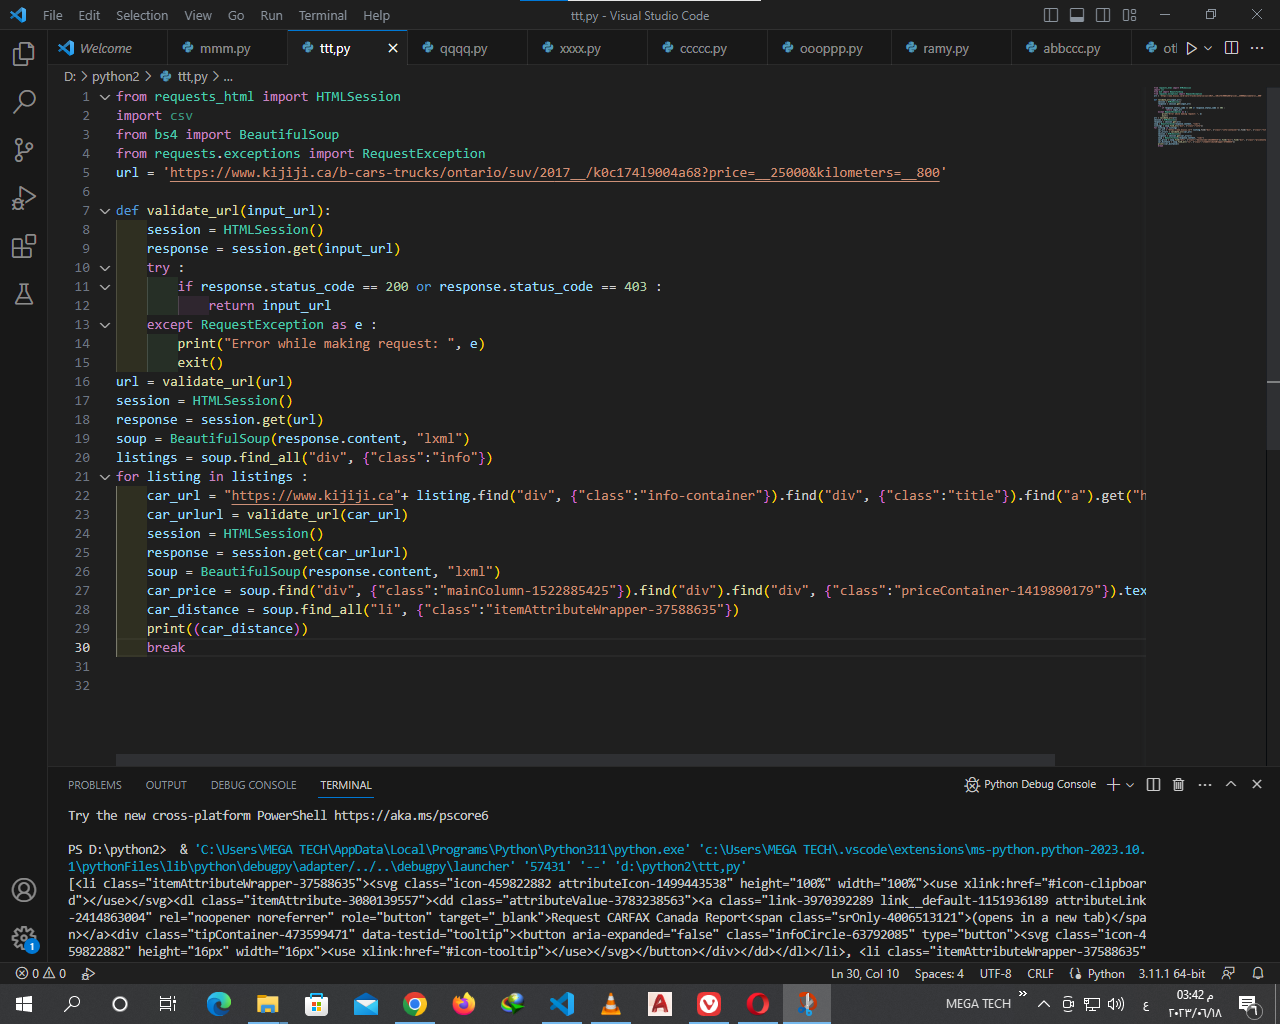 File Edit Selection View Go Run Terminal Help
ttt,py - Visual Studio Code
Welcome mmm.py ttt,py qqqq.py xxxx.py ccccc.py oooppp.py ramy.py abbccc.py otl
D: > python2 > ttt,py > ...
1 from requests_html import HTMLSession
2 import csv
3 from bs4 import BeautifulSoup
4 from requests.exceptions import RequestException
5 url = 'https://www.kijiji.ca/b-cars-trucks/ontario/suv/2017__/k0c174l9004a68?price=__25000&kilometers=__800'
6
7 def validate_url(input_url):
8 session = HTMLSession()
9 response = session.get(input_url)
10 try :
11 if response.status_code == 200 or response.status_code == 403 :
12 return input_url
13 except RequestException as e :
14 print("Error while making request: ", e)
15 exit()
16 url = validate_url(url)
17 session = HTMLSession()
18 response = session.get(url)
19 soup = BeautifulSoup(response.content, "lxml")
20 listings = soup.find_all("div", {"class":"info"})
21 for listing in listings :
22 car_url = "https://www.kijiji.ca"+ listing.find("div", {"class":"info-container"}).find("div", {"class":"title"}).find("a").get("h
23 car_urlurl = validate_url(car_url)
24 session = HTMLSession()
25 response = session.get(car_urlurl)
26 soup = BeautifulSoup(response.content, "lxml")
27 car_price = soup.find("div", {"class":"mainColumn-1522885425"}).find("div").find("div", {"class":"priceContainer-1419890179"}).tex
28 car_distance = soup.find_all("li", {"class":"itemAttributeWrapper-37588635"})
29 print((car_distance))
30 break
31
32
PROBLEMS OUTPUT DEBUG CONSOLE TERMINAL
Python Debug Console
Try the new cross-platform PowerShell https://aka.ms/pscore6
PS D:\python2>  & 'C:\Users\MEGA TECH\AppData\Local\Programs\Python\Python311\python.exe' 'c:\Users\MEGA TECH\.vscode\extensions\ms-python.python-2023.10.
1\pythonFiles\lib\python\debugpy\adapter/../..\debugpy\launcher' '57431' '--' 'd:\python2\ttt,py'
[<li class="itemAttributeWrapper-37588635"><svg class="icon-459822882 attributeIcon-1499443538" height="100%" width="100%"><use xlink:href="#icon-clipboar
d"></use></svg><dl class="itemAttribute-3080139557"><dd class="attributeValue-3783238563"><a class="link-3970392289 link__default-1151936189 attributeLink
-2414863004" rel="noopener noreferrer" role="button" target="_blank">Request CARFAX Canada Report<span class="srOnly-4006513121">(opens in a new tab)</spa
n></a><div class="tipContainer-473599471" data-testid="tooltip"><button aria-expanded="false" class="infoCircle-63792085" type="button"><svg class="icon-4
59822882" height="16px" width="16px"><use xlink:href="#icon-tooltip"></use></svg></button></div></dd></dl></li>, <li class="itemAttributeWrapper-37588635"
0 0
Ln 30, Col 10 Spaces: 4 UTF-8 CRLF Python 3.11.1 64-bit
MEGA TECH » ع
03:42 م
٢٠٢٣/٠٦/١٨
1